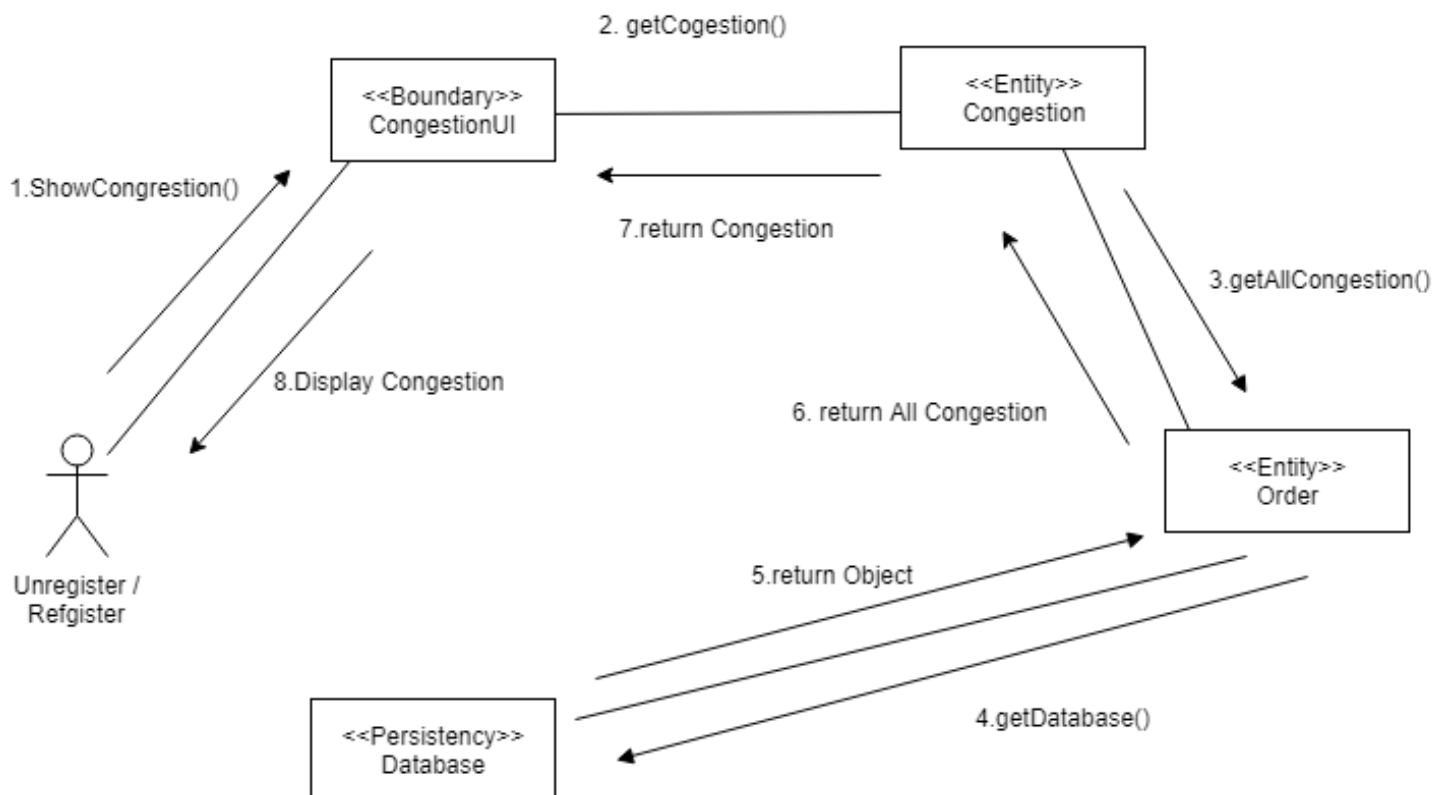 2. getCogestion()
<<Boundary>>
CongestionUI
<<Entity>>
Congestion
1.ShowCongrestion()
7.return Congestion
3.getAllCongestion()
8.Display Congestion
6. return All Congestion
<<Entity>>
Order
Unregister /
Refgister
5.return Object
4.getDatabase()
<<Persistency>>
Database